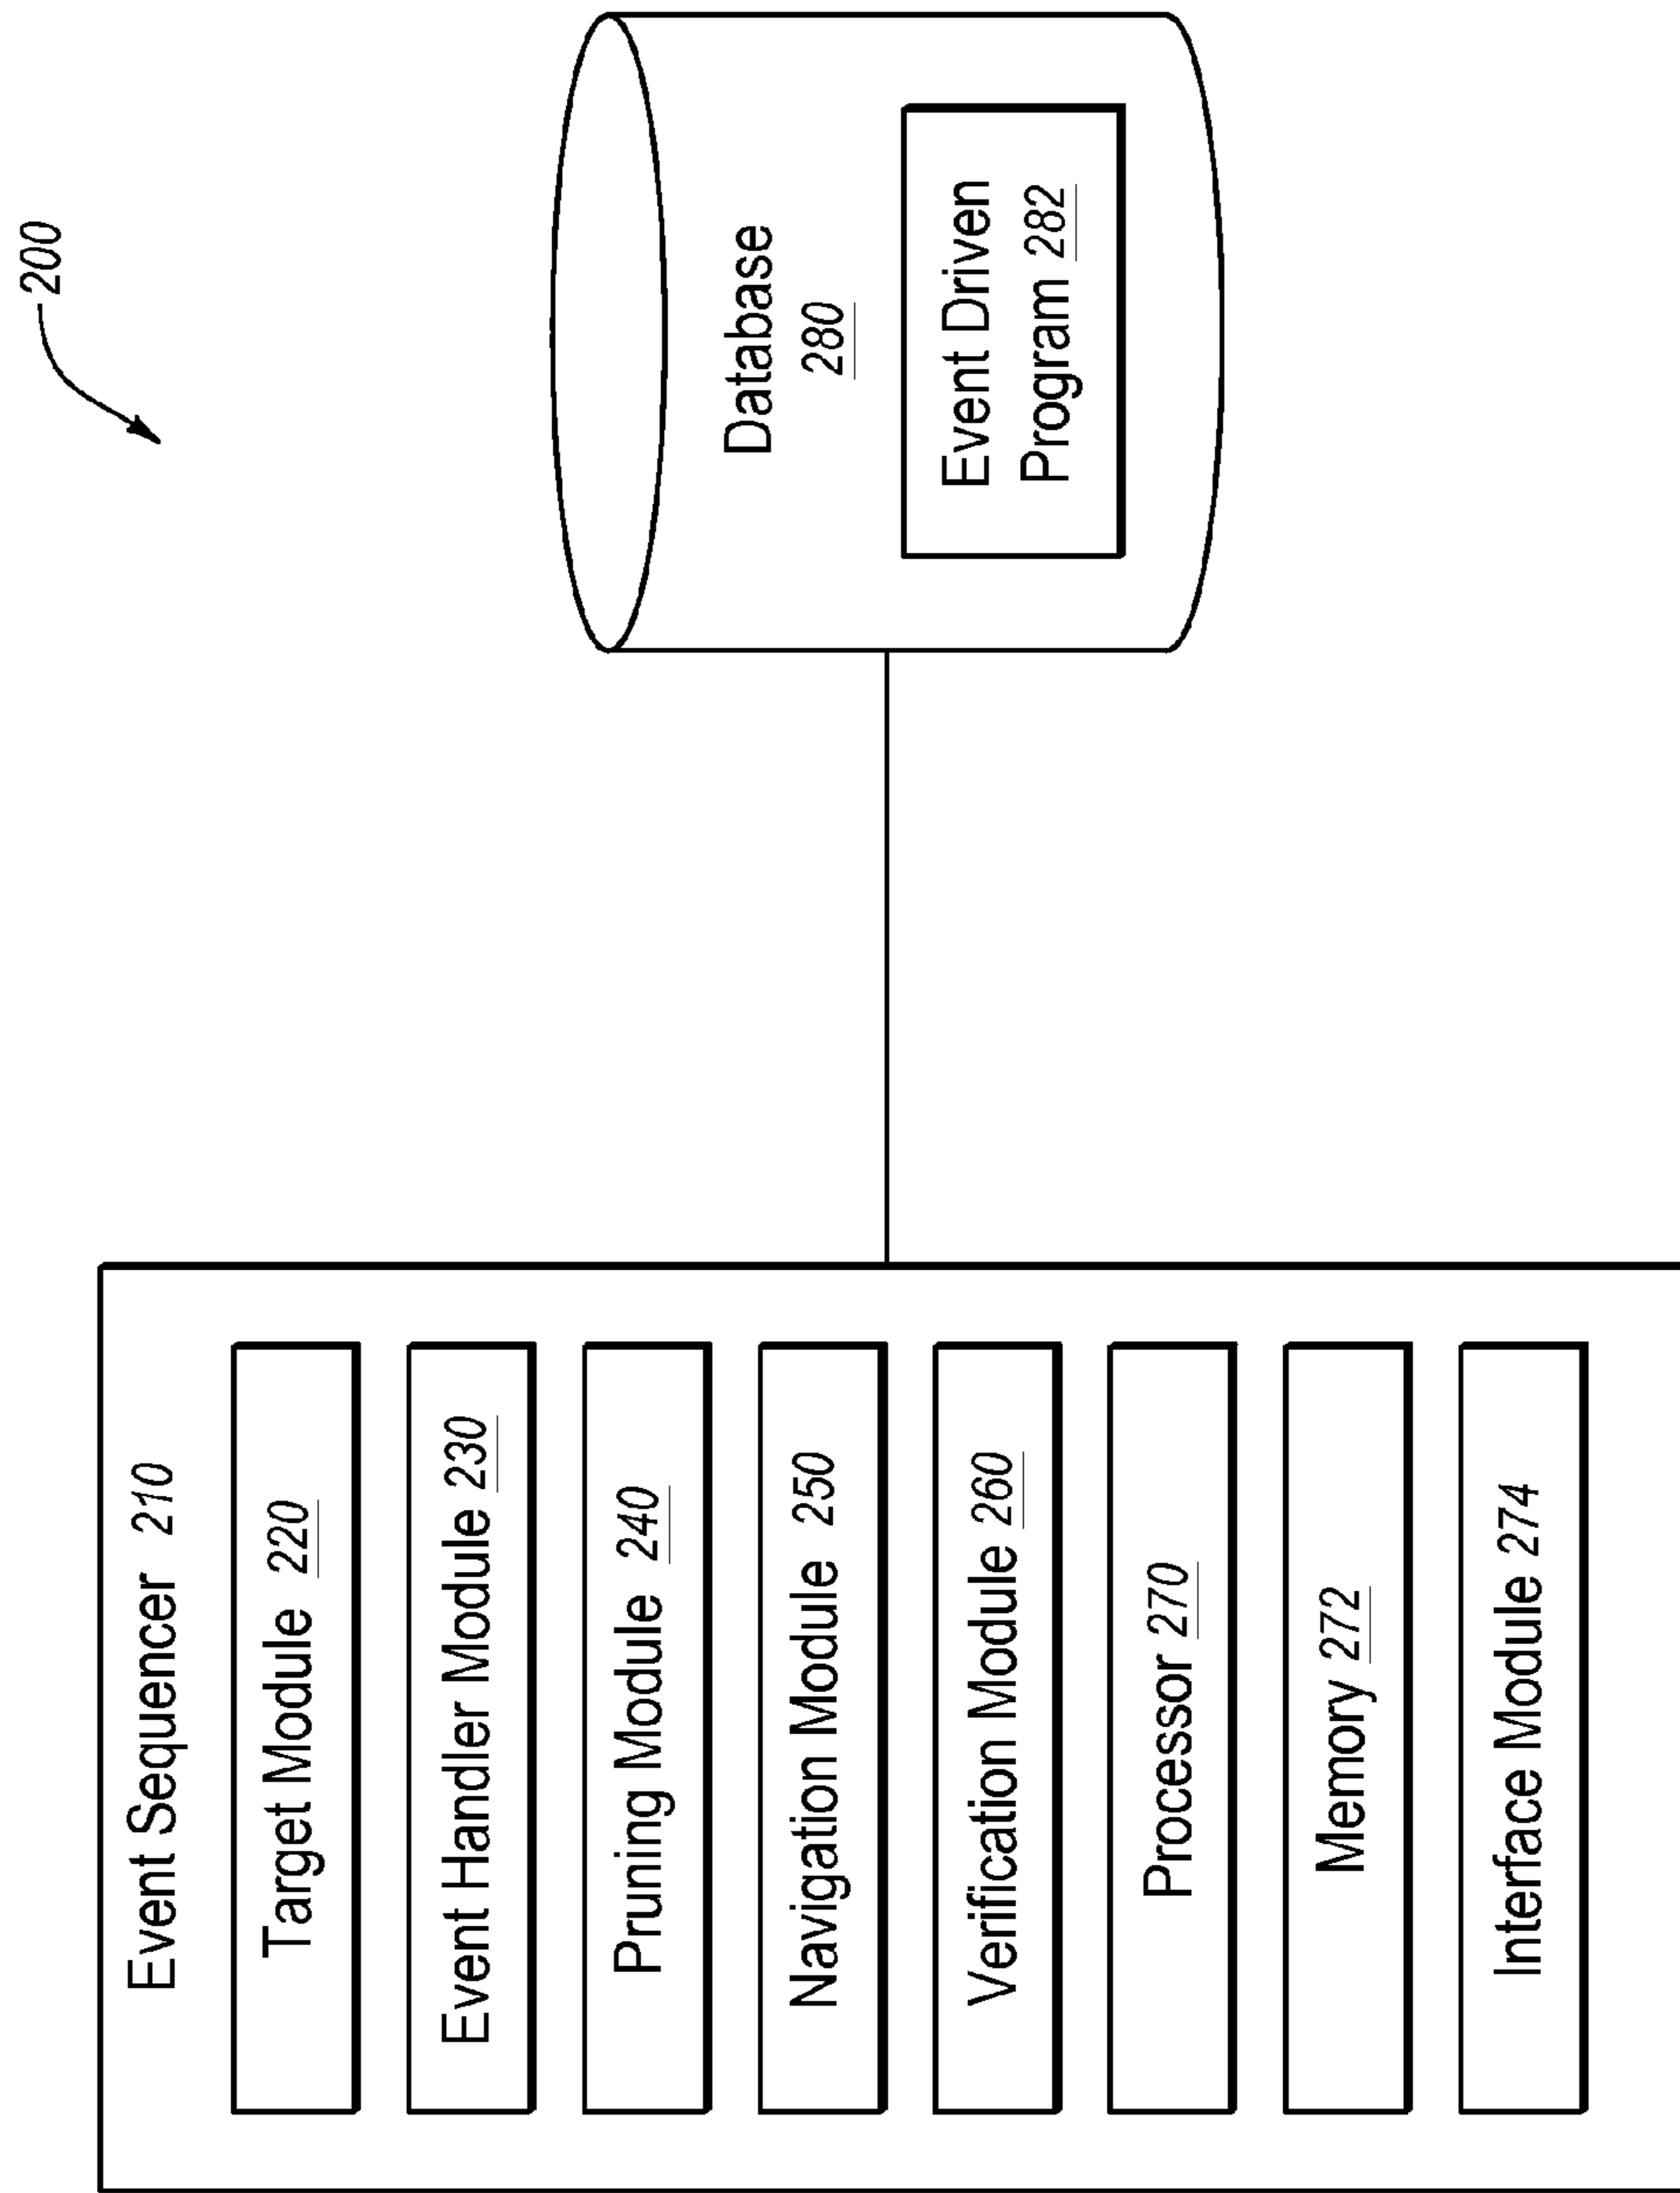 200
Event Sequencer 210
Target Module 220
Event Handler Module 230
Pruning Module 240
Navigation Module 250
Verification Module 260
Processor 270
Memory 272
Interface Module 274
Database
280
Event Driven
Program 282